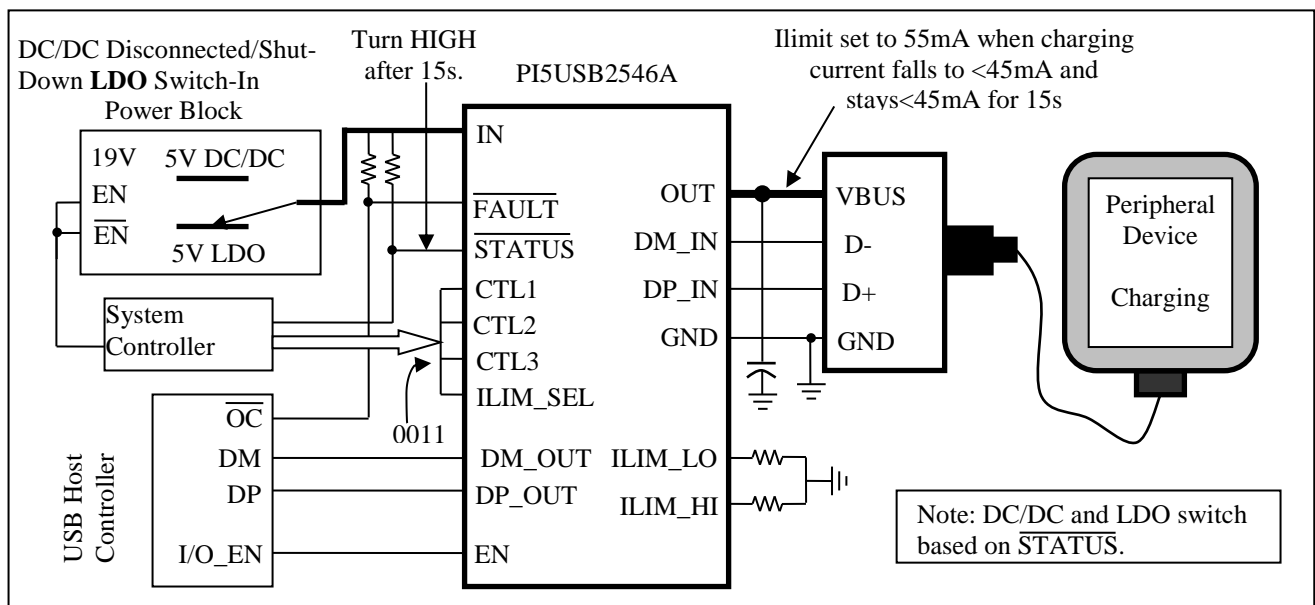 DC/DC Disconnected/Shut-
Down LDO Switch-In
Power Block
Turn HIGH
after 15s.
PI5USB2546A
Ilimit set to 55mA when charging
current falls to <45mA and
stays<45mA for 15s
19V
5V DC/DC
EN
EN
5V LDO
System
Controller
USB Host
Controller
OC
DM
DP
I/O_EN
0011
IN
FAULT
STATUS
CTL1
CTL2
CTL3
ILIM_SEL
DM_OUT
DP_OUT
EN
OUT
DM_IN
DP_IN
GND
ILIM_LO
ILIM_HI
VBUS
D-
D+
GND
Peripheral
Device
Charging
Note: DC/DC and LDO switch
based on STATUS.